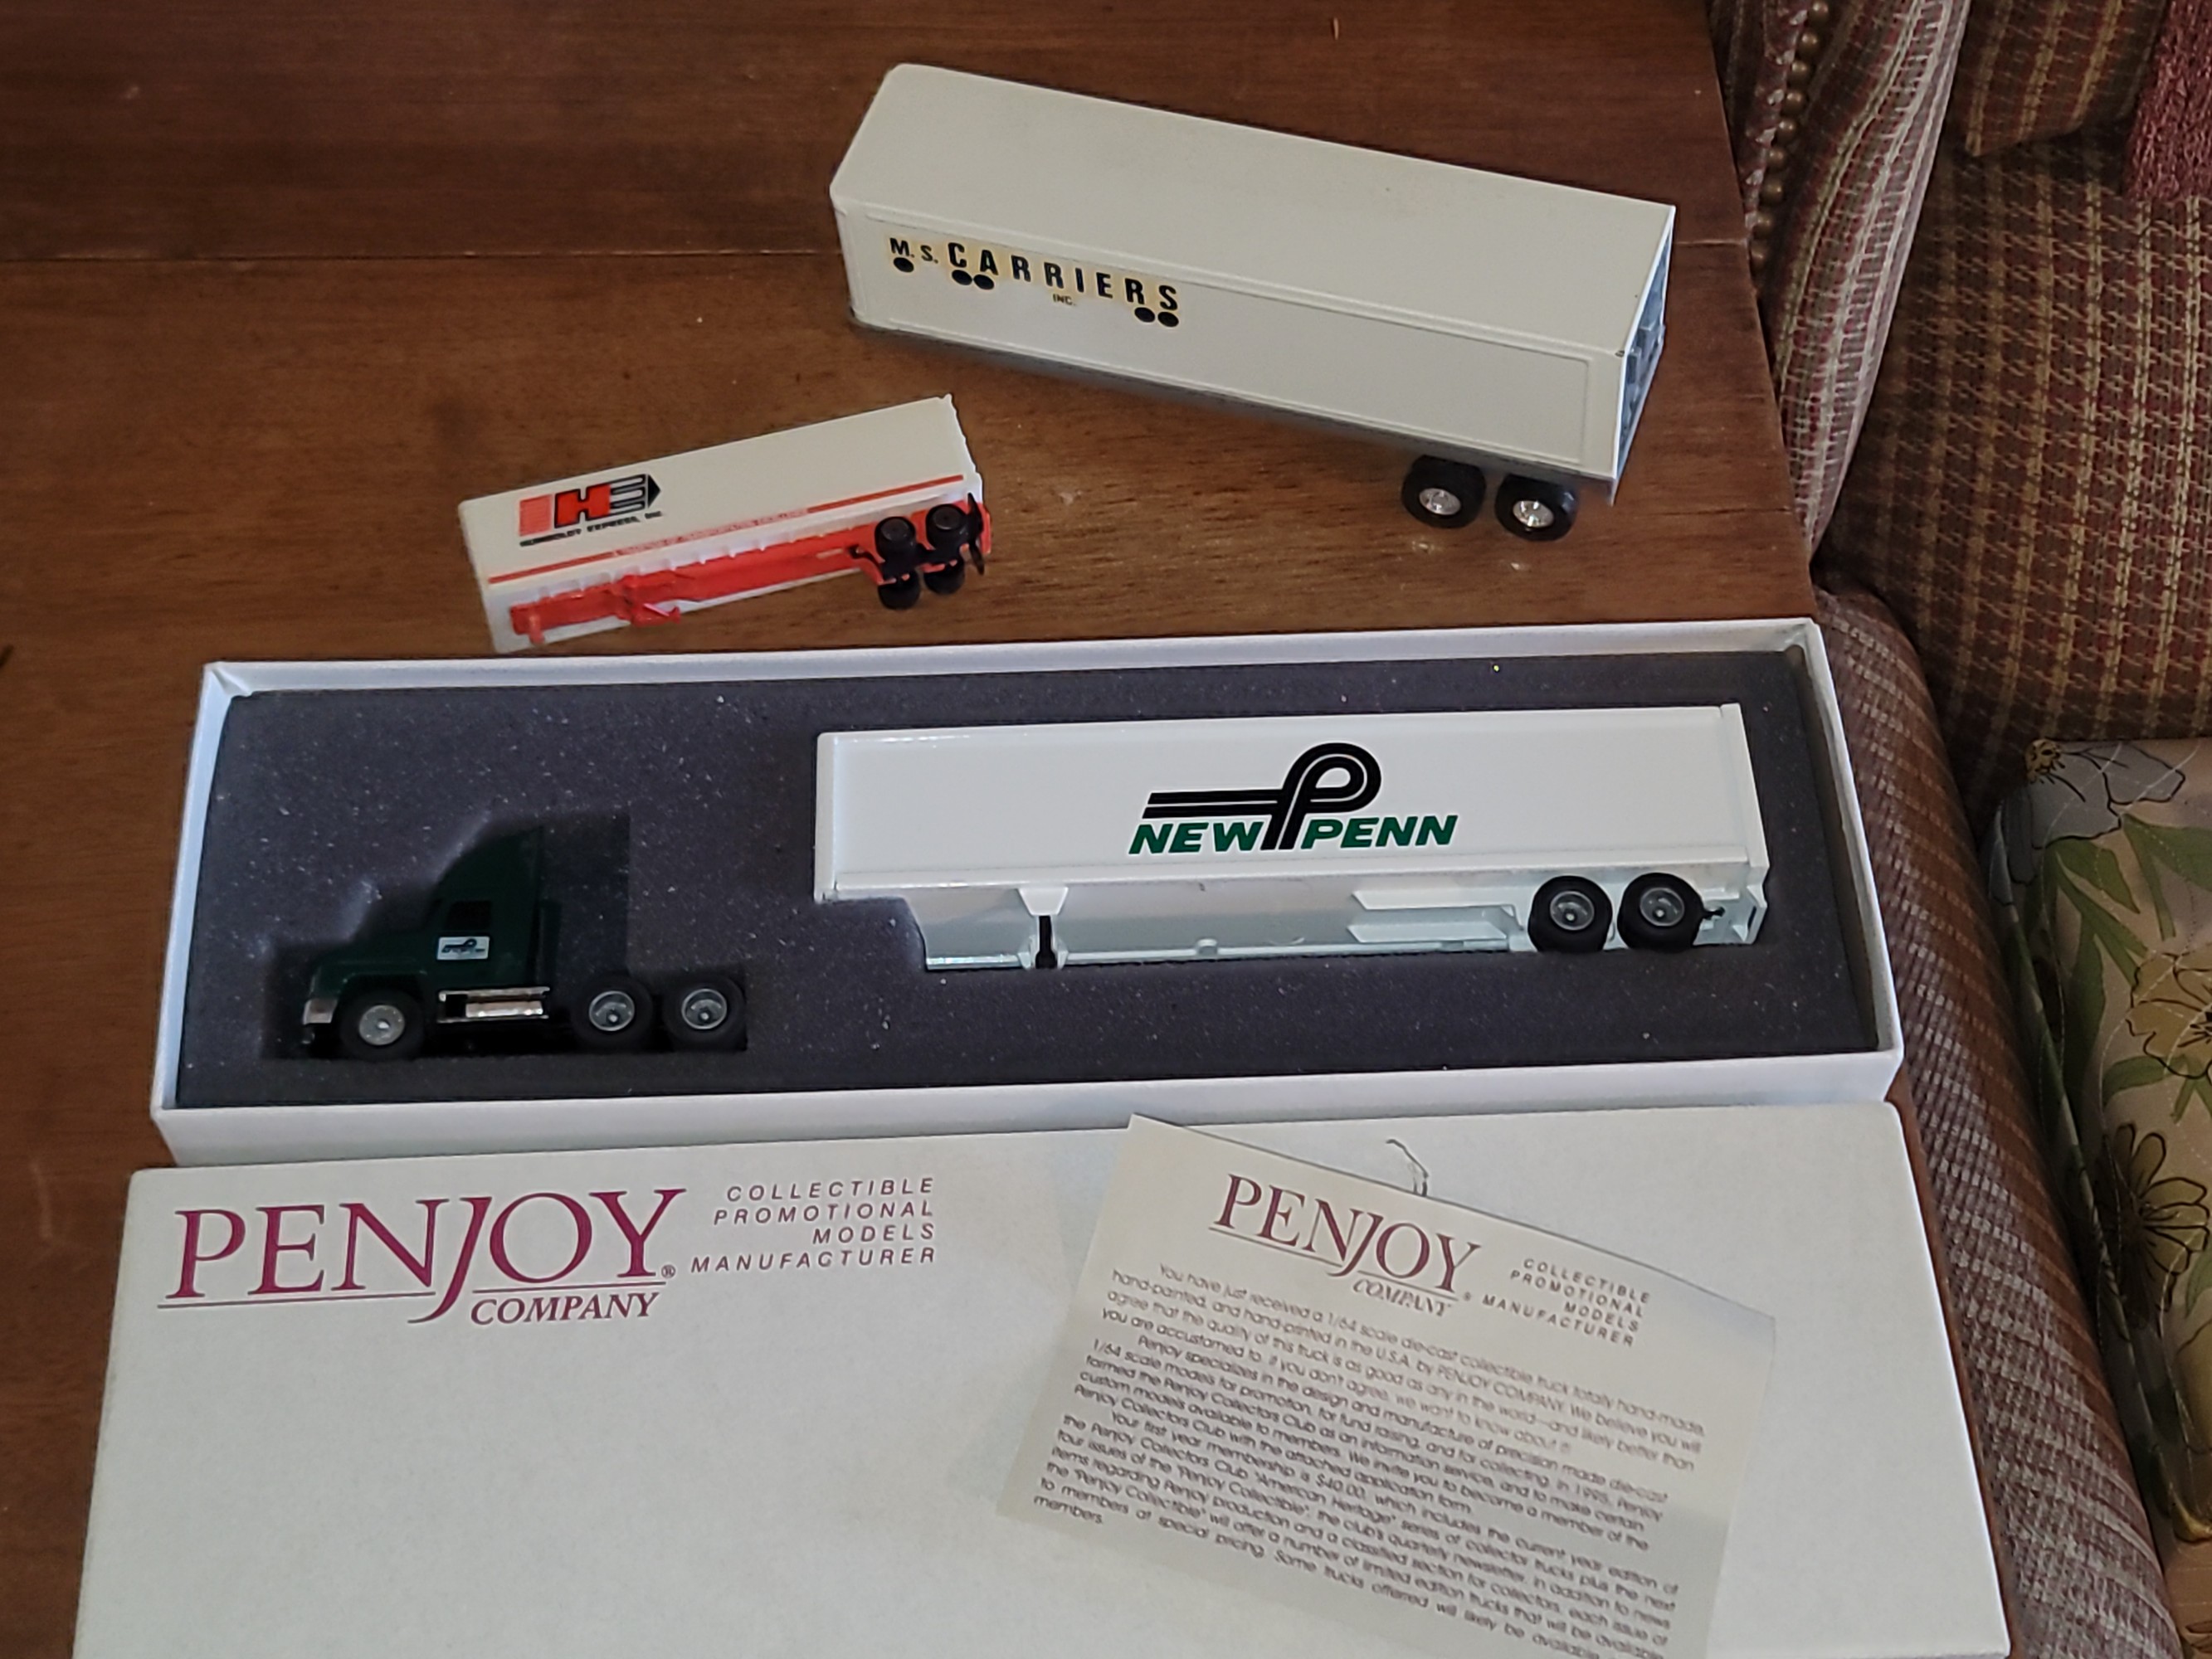 M. S. CARRIERS
INC.
HE
EXPRESS, INC.
NEW PENN
PENJOY®
COMPANY
COLLECTIBLE
PROMOTIONAL
MODELS
MANUFACTURER
PENJOY®
COMPANY
COLLECTIBLE
PROMOTIONAL
MODELS
MANUFACTURER
You have just received a 1/64 scale die-cast collectible truck totally hand-made,
hand-painted, and hand-printed in the U.S.A. by PENJOY COMPANY. We believe you will
agree that the quality of this truck is as good as any in the world—and likely better than
you are accustomed to. If you don't agree, we want to know about it!
Penjoy specializes in the design and manufacture of precision made die-cast
1/64 scale models for promotion, for fund raising, and for collecting. In 1995, Penjoy
formed the Penjoy Collectors Club as an information service, and to make certain
custom models available to members. We invite you to become a member of the
Penjoy Collectors Club with the attached application form.
Your first year membership is $40.00, which includes the current year edition of
the Penjoy Collectors Club "American Heritage" series of collector trucks plus the next
four issues of the "Penjoy Collectible", the club's quarterly newsletter. In addition to news
items regarding Penjoy production and a classified section for collectors, each issue of
the "Penjoy Collectible" will offer a number of limited edition trucks that will be available
to members at special pricing. Some trucks offerred will likely be available
members.